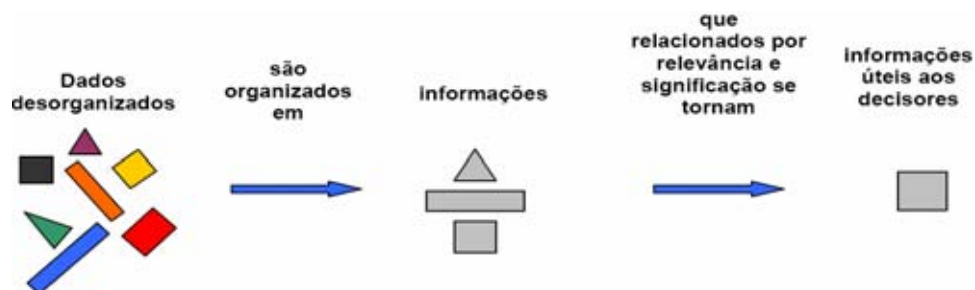 Dados
desorganizados
são
organizados
em
informações
que
relacionados por
relevância e
significação se
tornam
informações
úteis aos
decisores